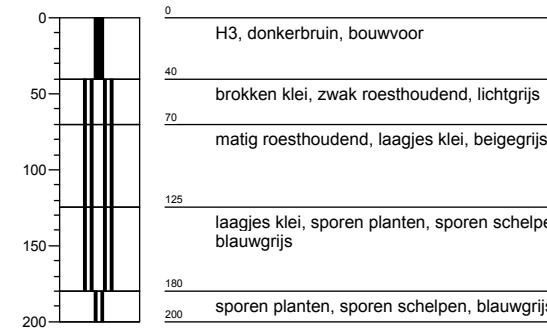 0
0
H3, donkerbruin, bouwvoor
40
brokken klei, zwak roesthoudend, lichtgrijs
50
70
matig roesthoudend, laagjes klei, beigegrijs
100
125
laagjes klei, sporen planten, sporen
blauwgrijs
150
180
sporen planten, sporen schelpen, blauwgrijs
200
200